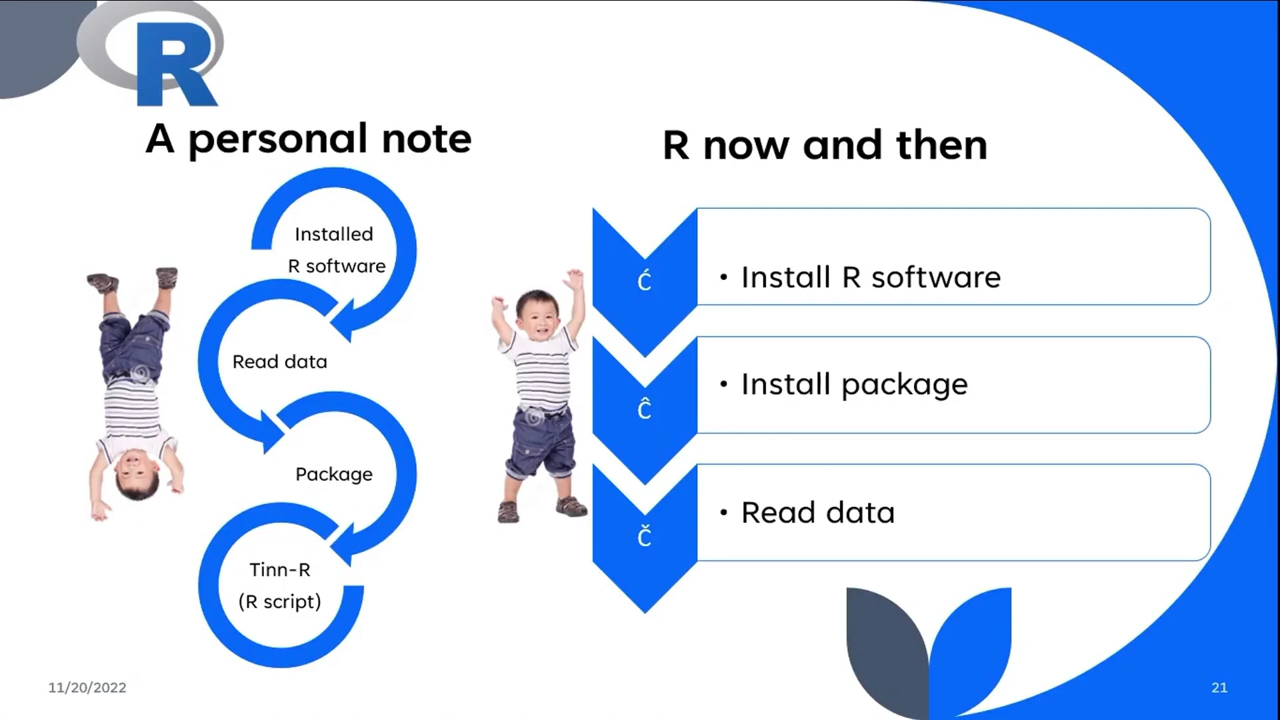 R
A personal note
Installed
R software
Read data
Package
Tinn-R
(R script)
R now and then
Ć
• Install R software
Ĉ
• Install package
Č
• Read data
11/20/2022
21